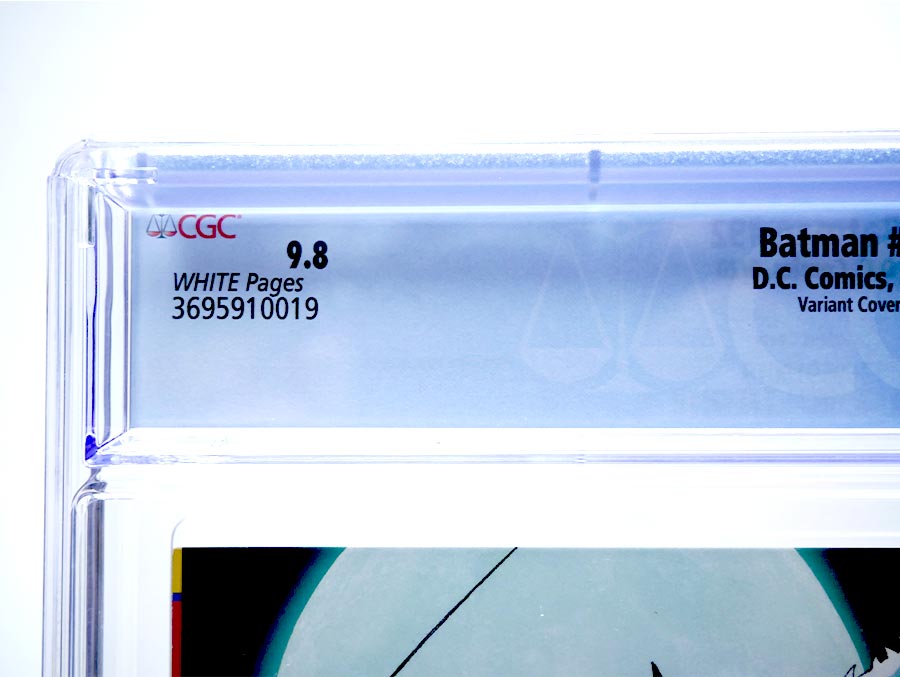 CGC
9.8
WHITE Pages
3695910019
Batman #
D.C. Comics,
Variant Cover